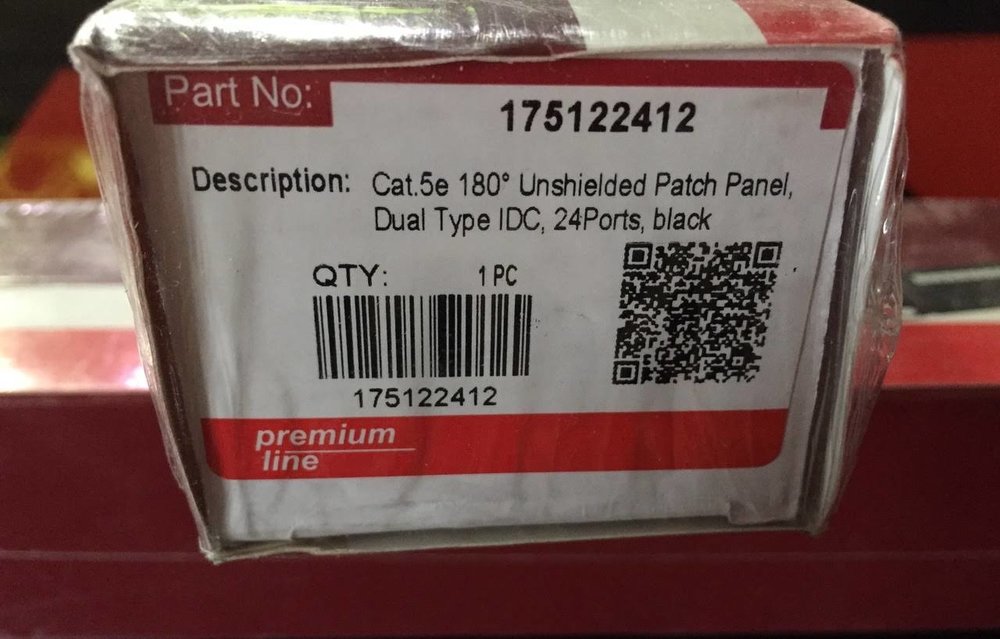 Part No:
175122412
Description: Cat.5e 180° Unshielded Patch Panel,
Dual Type IDC, 24Ports, black
QTY: 1 PC
175122412
premium
line